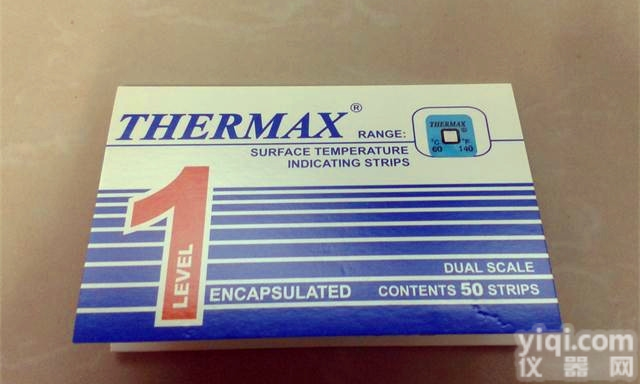 THERMAX® RANGE:
SURFACE TEMPERATURE
INDICATING STRIPS
THERMAX®
°C °F
60 140
1
LEVEL
ENCAPSULATED
DUAL SCALE
CONTENTS 50 STRIPS
yiqi.com
仪器网